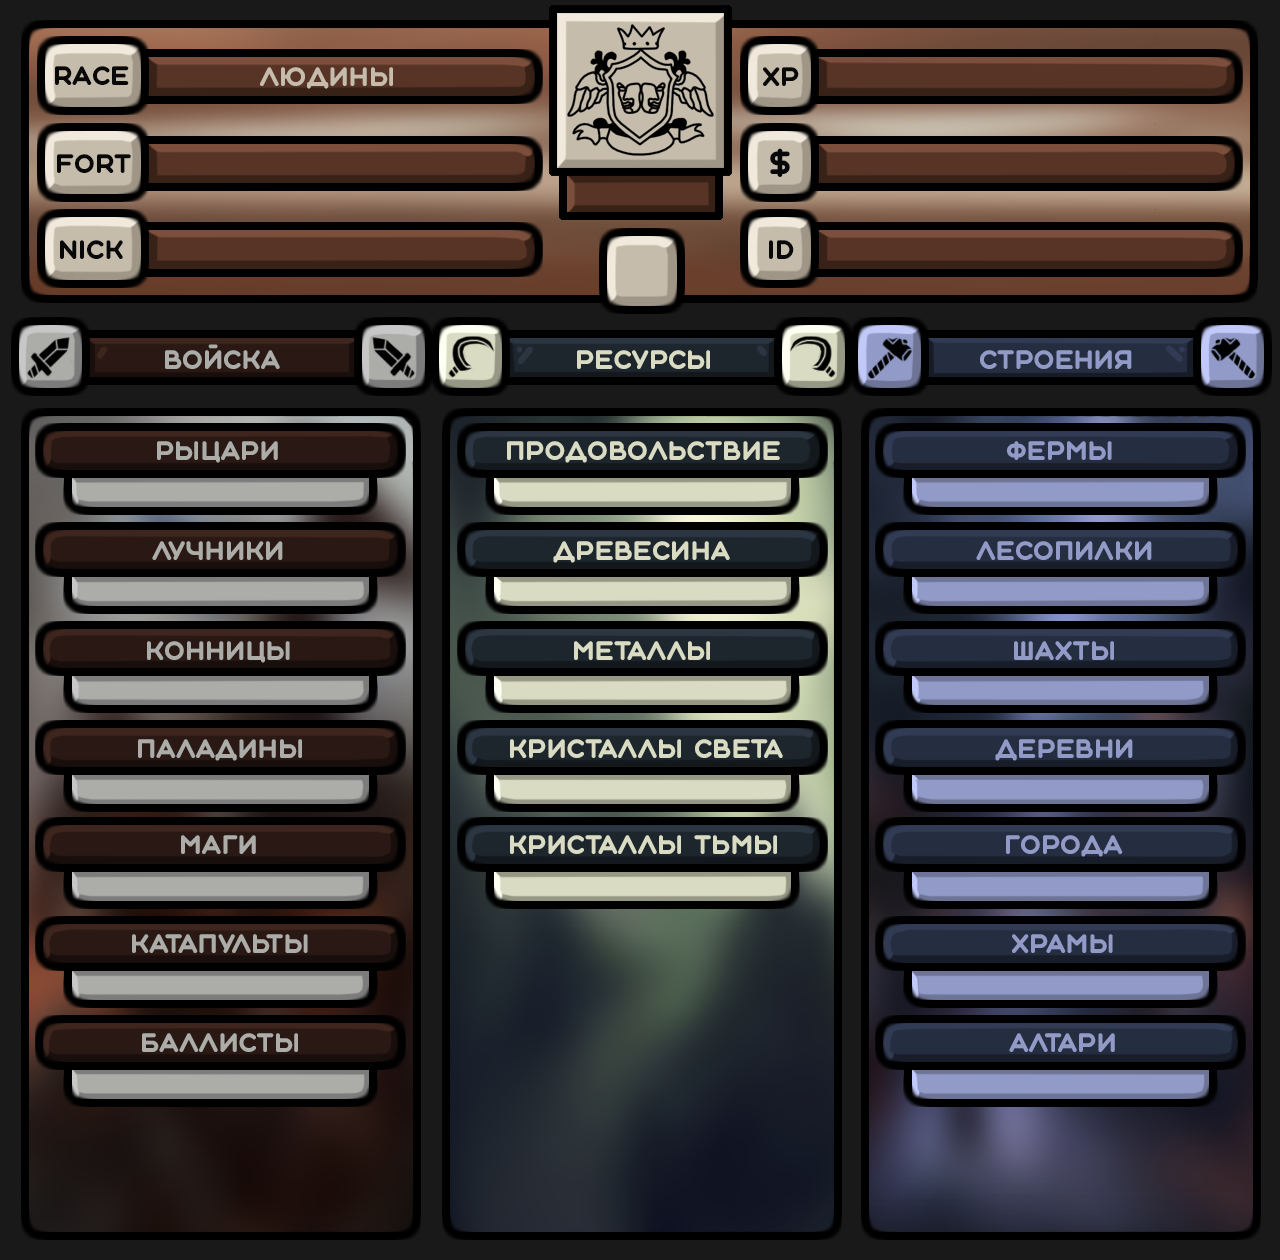 RACE ЛЮДИНЫ
FORT
NICK
XP
$
ID
ВОЙСКА
РЕСУРСЫ
СТРОЕНИЯ
РЫЦАРИ
ЛУЧНИКИ
КОННИЦЫ
ПАЛАДИНЫ
МАГИ
КАТАПУЛЬТЫ
БАЛЛИСТЫ
ПРОДОВОЛЬСТВИЕ
ДРЕВЕСИНА
МЕТАЛЛЫ
КРИСТАЛЛЫ СВЕТА
КРИСТАЛЛЫ ТЬМЫ
ФЕРМЫ
ЛЕСОПИЛКИ
ШАХТЫ
ДЕРЕВНИ
ГОРОДА
ХРАМЫ
АЛТАРИ